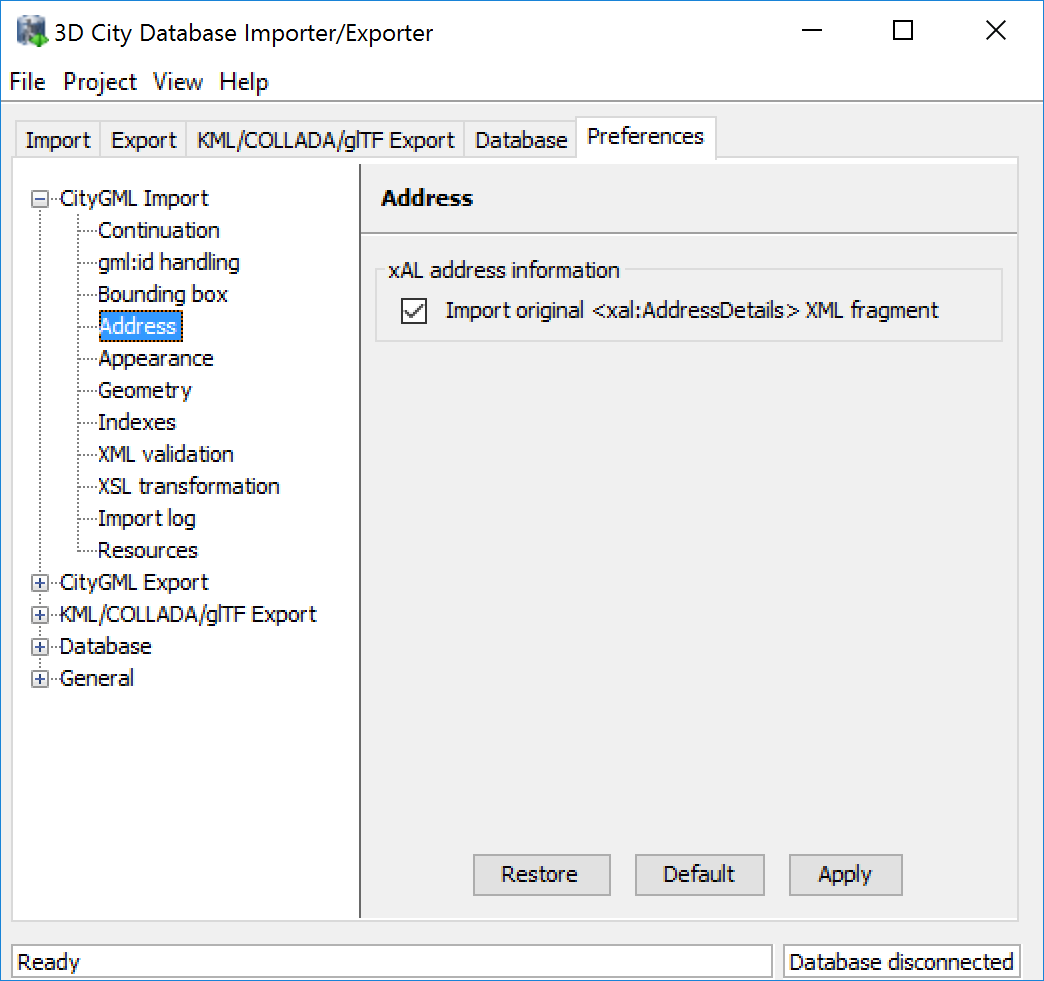 3D City Database Importer/Exporter
File Project View Help
Import Export KML/COLLADA/glTF Export Database Preferences
CityGML Import
Continuation
gml:id handling
Bounding box
Address
Appearance
Geometry
Indexes
XML validation
XSL transformation
Import log
Resources
CityGML Export
KML/COLLADA/glTF Export
Database
General
Address
xAL address information
Import original <xal:AddressDetails> XML fragment
Restore Default Apply
Ready
Database disconnected